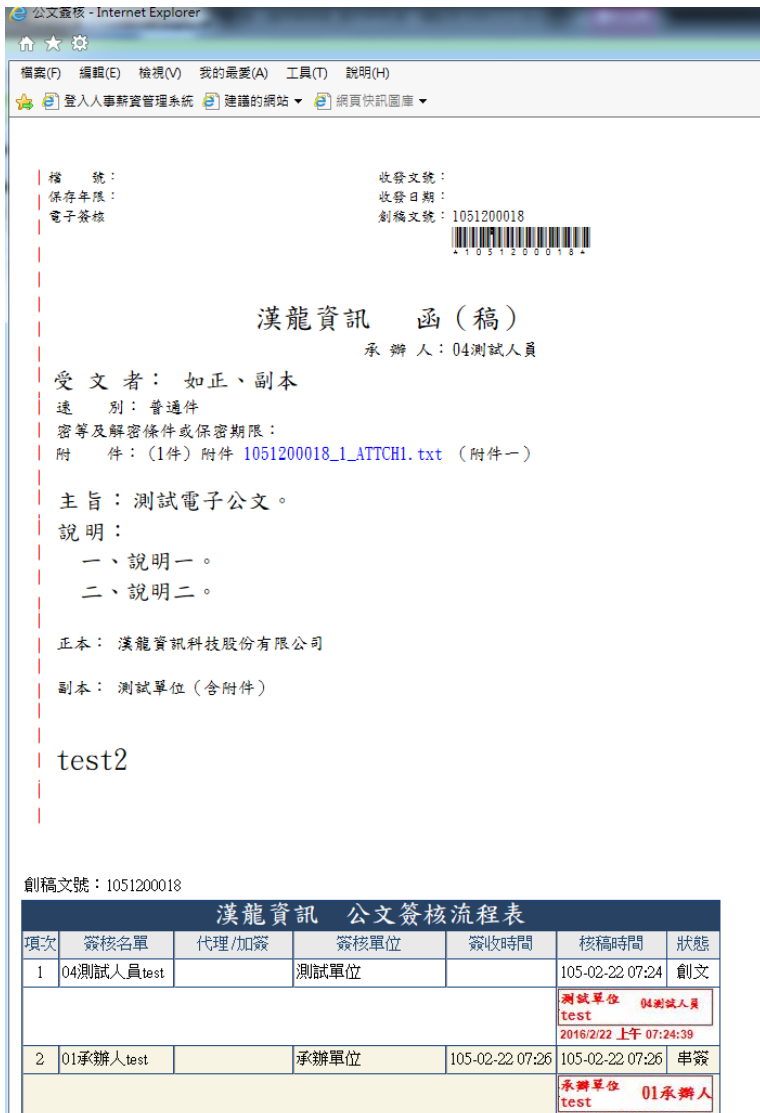 公文簽核 - Internet Explorer
檔案(F) 編輯(E) 檢視(V) 我的最愛(A) 工具(T) 說明(H)
登入人事薪資管理系統 建議的網站 網頁快訊圖庫
檔 號： 收發文號：
保存年限： 收發日期：
電子簽核 創稿文號：1051200018
*1051200018*
漢龍資訊 函（稿）
承 辦 人：04測試人員
受 文 者： 如正、副本
速 別：普通件
密等及解密條件或保密期限：
附 件：(1件) 附件 1051200018_1_ATTCH1.txt （附件一）
主旨：測試電子公文。
說明：
一、說明一。
二、說明二。
正本： 漢龍資訊科技股份有限公司
副本： 測試單位（含附件）
test2
創稿文號：1051200018
漢龍資訊 公文簽核流程表
項次 簽核名單 代理/加簽 簽核單位 簽收時間 核稿時間 狀態
1 04測試人員test 測試單位 105-02-22 07:24 創文
測試單位 04測試人員
test
2016/2/22 上午 07:24:39
2 01承辦人test 承辦單位 105-02-22 07:26 105-02-22 07:26 串簽
承辦單位 01承辦人
test